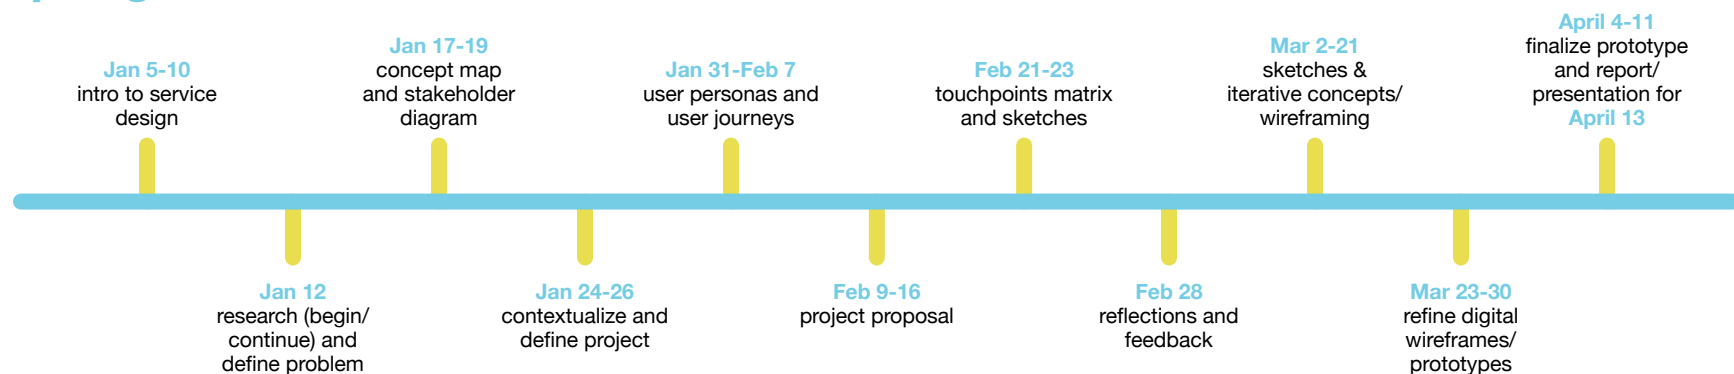 Jan 5-10
intro to service
design
Jan 12
research (begin/
continue) and
define problem
Jan 17-19
concept map
and stakeholder
diagram
Jan 24-26
contextualize and
define project
Jan 31-Feb 7
user personas and
user journeys
Feb 9-16
project proposal
Feb 21-23
touchpoints matrix
and sketches
Feb 28
reflections and
feedback
Mar 2-21
sketches &
iterative concepts/
wireframing
Mar 23-30
refine digital
wireframes/
prototypes
April 4-11
finalize prototype
and report/
presentation for
April 13